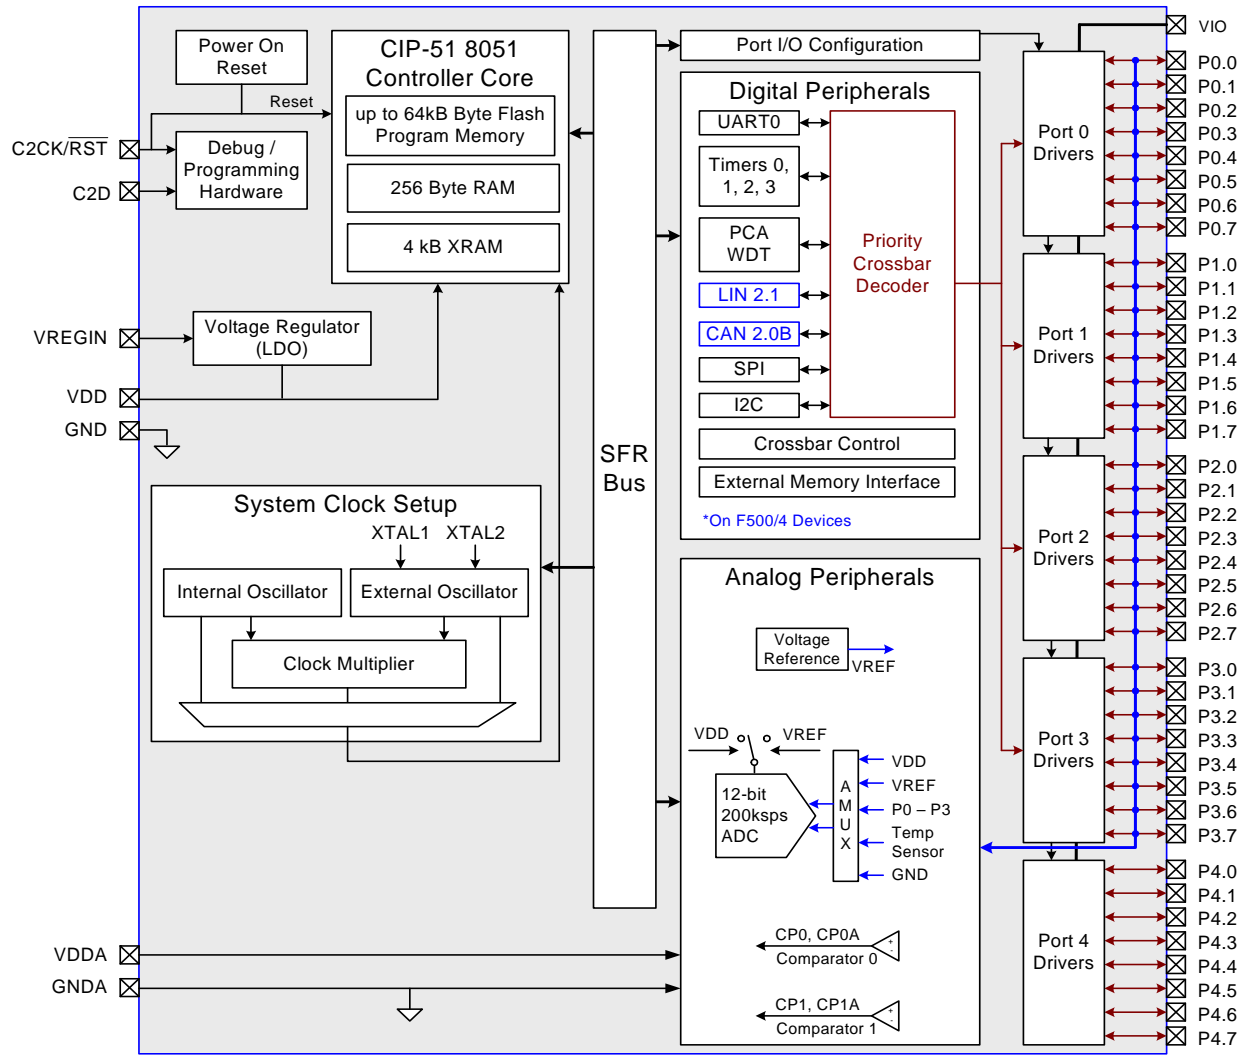 Power On
Reset
Reset
C2CK/RST
C2D
Debug /
Programming
Hardware
CIP-51 8051
Controller Core
up to 64kB Byte Flash
Program Memory
256 Byte RAM
4 kB XRAM
VREGIN
Voltage Regulator
(LDO)
VDD
GND
System Clock Setup
XTAL1 XTAL2
Internal Oscillator
External Oscillator
Clock Multiplier
VDDA
GNDA
SFR
Bus
Port I/O Configuration
Digital Peripherals
UART0
Timers 0,
1, 2, 3
PCA
WDT
LIN 2.1
CAN 2.0B
SPI
I2C
Priority
Crossbar
Decoder
Crossbar Control
External Memory Interface
*On F500/4 Devices
Analog Peripherals
Voltage
Reference
VREF
VDD
VREF
12-bit
200ksps
ADC
A
M
U
X
VDD
VREF
P0 – P3
Temp
Sensor
GND
CP0, CP0A
Comparator 0
+
-
CP1, CP1A
Comparator 1
+
-
Port 0
Drivers
Port 1
Drivers
Port 2
Drivers
Port 3
Drivers
Port 4
Drivers
VIO
P0.0
P0.1
P0.2
P0.3
P0.4
P0.5
P0.6
P0.7
P1.0
P1.1
P1.2
P1.3
P1.4
P1.5
P1.6
P1.7
P2.0
P2.1
P2.2
P2.3
P2.4
P2.5
P2.6
P2.7
P3.0
P3.1
P3.2
P3.3
P3.4
P3.5
P3.6
P3.7
P4.0
P4.1
P4.2
P4.3
P4.4
P4.5
P4.6
P4.7